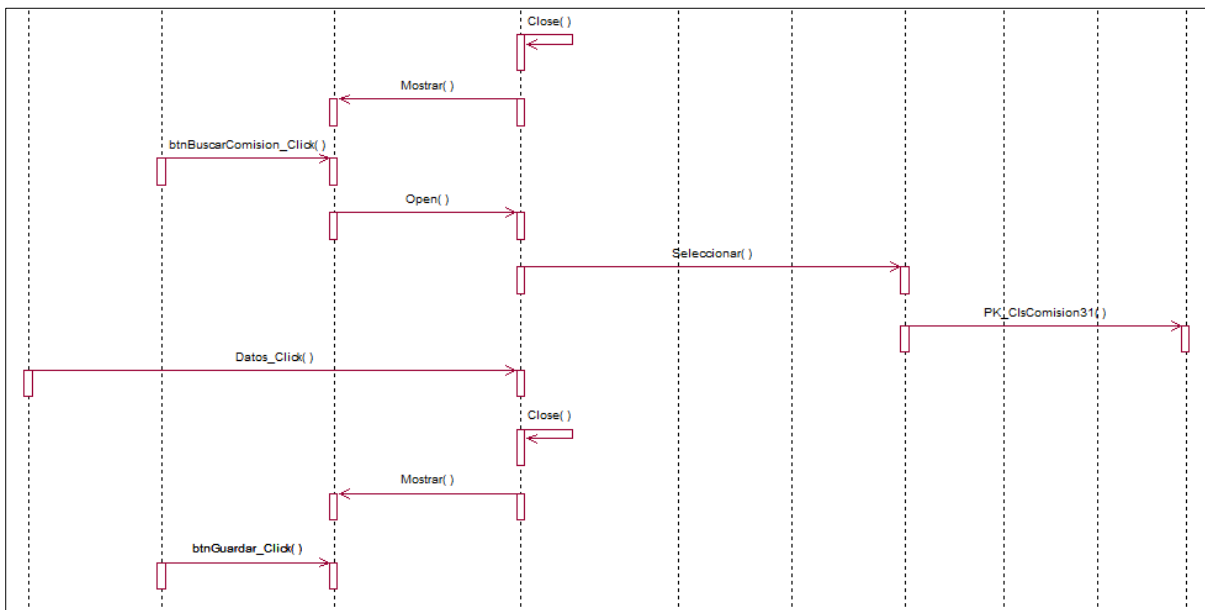 Close( )
Mostrar( )
btnBuscarComision_Click( )
Open( )
Seleccionar( )
PK_ClsComision31( )
Datos_Click( )
Close( )
Mostrar( )
btnGuardar_Click( )